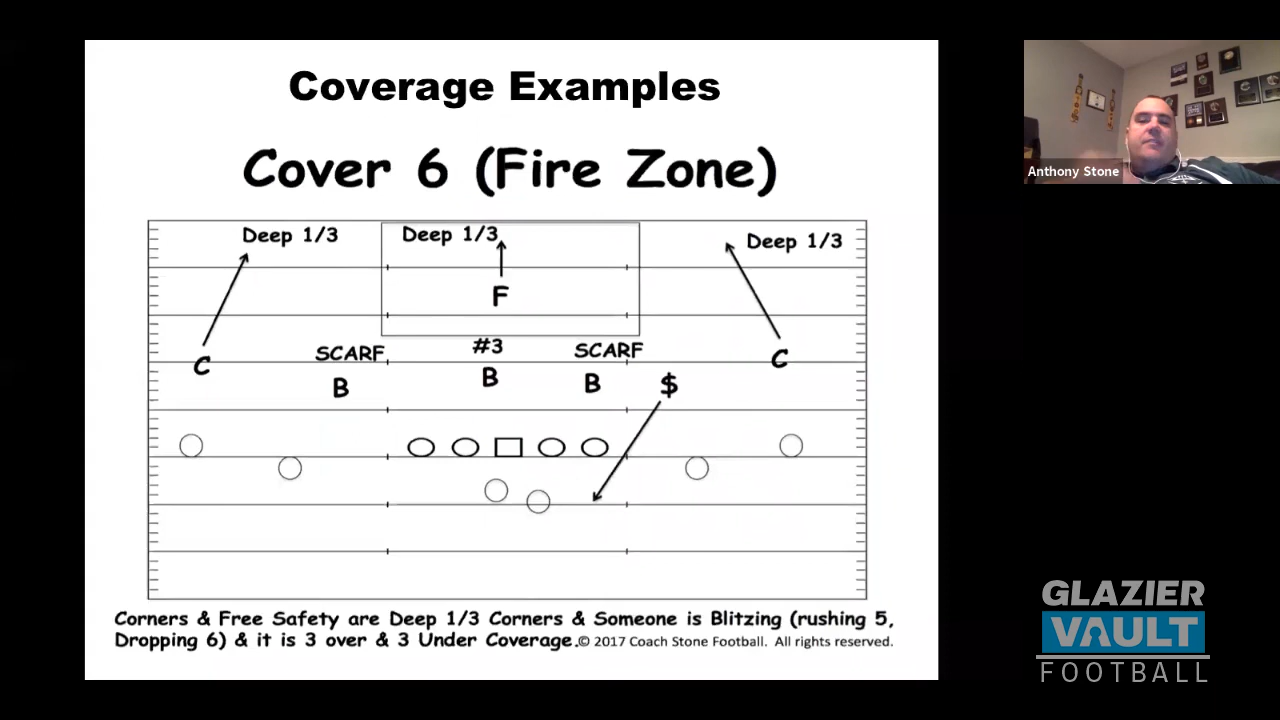 Coverage Examples
Cover 6 (Fire Zone)
Deep 1/3
Deep 1/3
Deep 1/3
F
C
SCARF
#3
SCARF
C
B
B
B
$
Corners & Free Safety are Deep 1/3 Corners & Someone is Blitzing (rushing 5,
Dropping 6) & it is 3 over & 3 Under Coverage.© 2017 Coach Stone Football. All rights reserved.
Anthony Stone
GLAZIER
VAULT
FOOTBALL